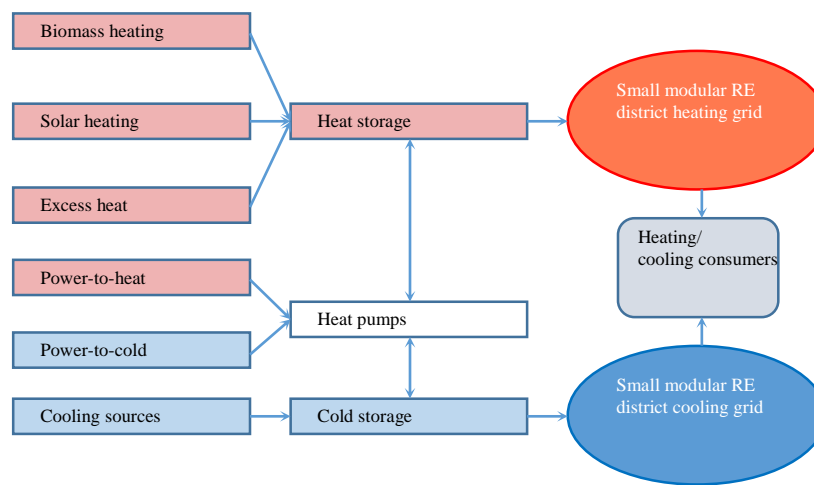 Biomass heating
Solar heating
Excess heat
Power-to-heat
Power-to-cold
Cooling sources
Heat storage
Heat pumps
Cold storage
Small modular RE
district heating grid
Heating/
cooling consumers
Small modular RE
district cooling grid